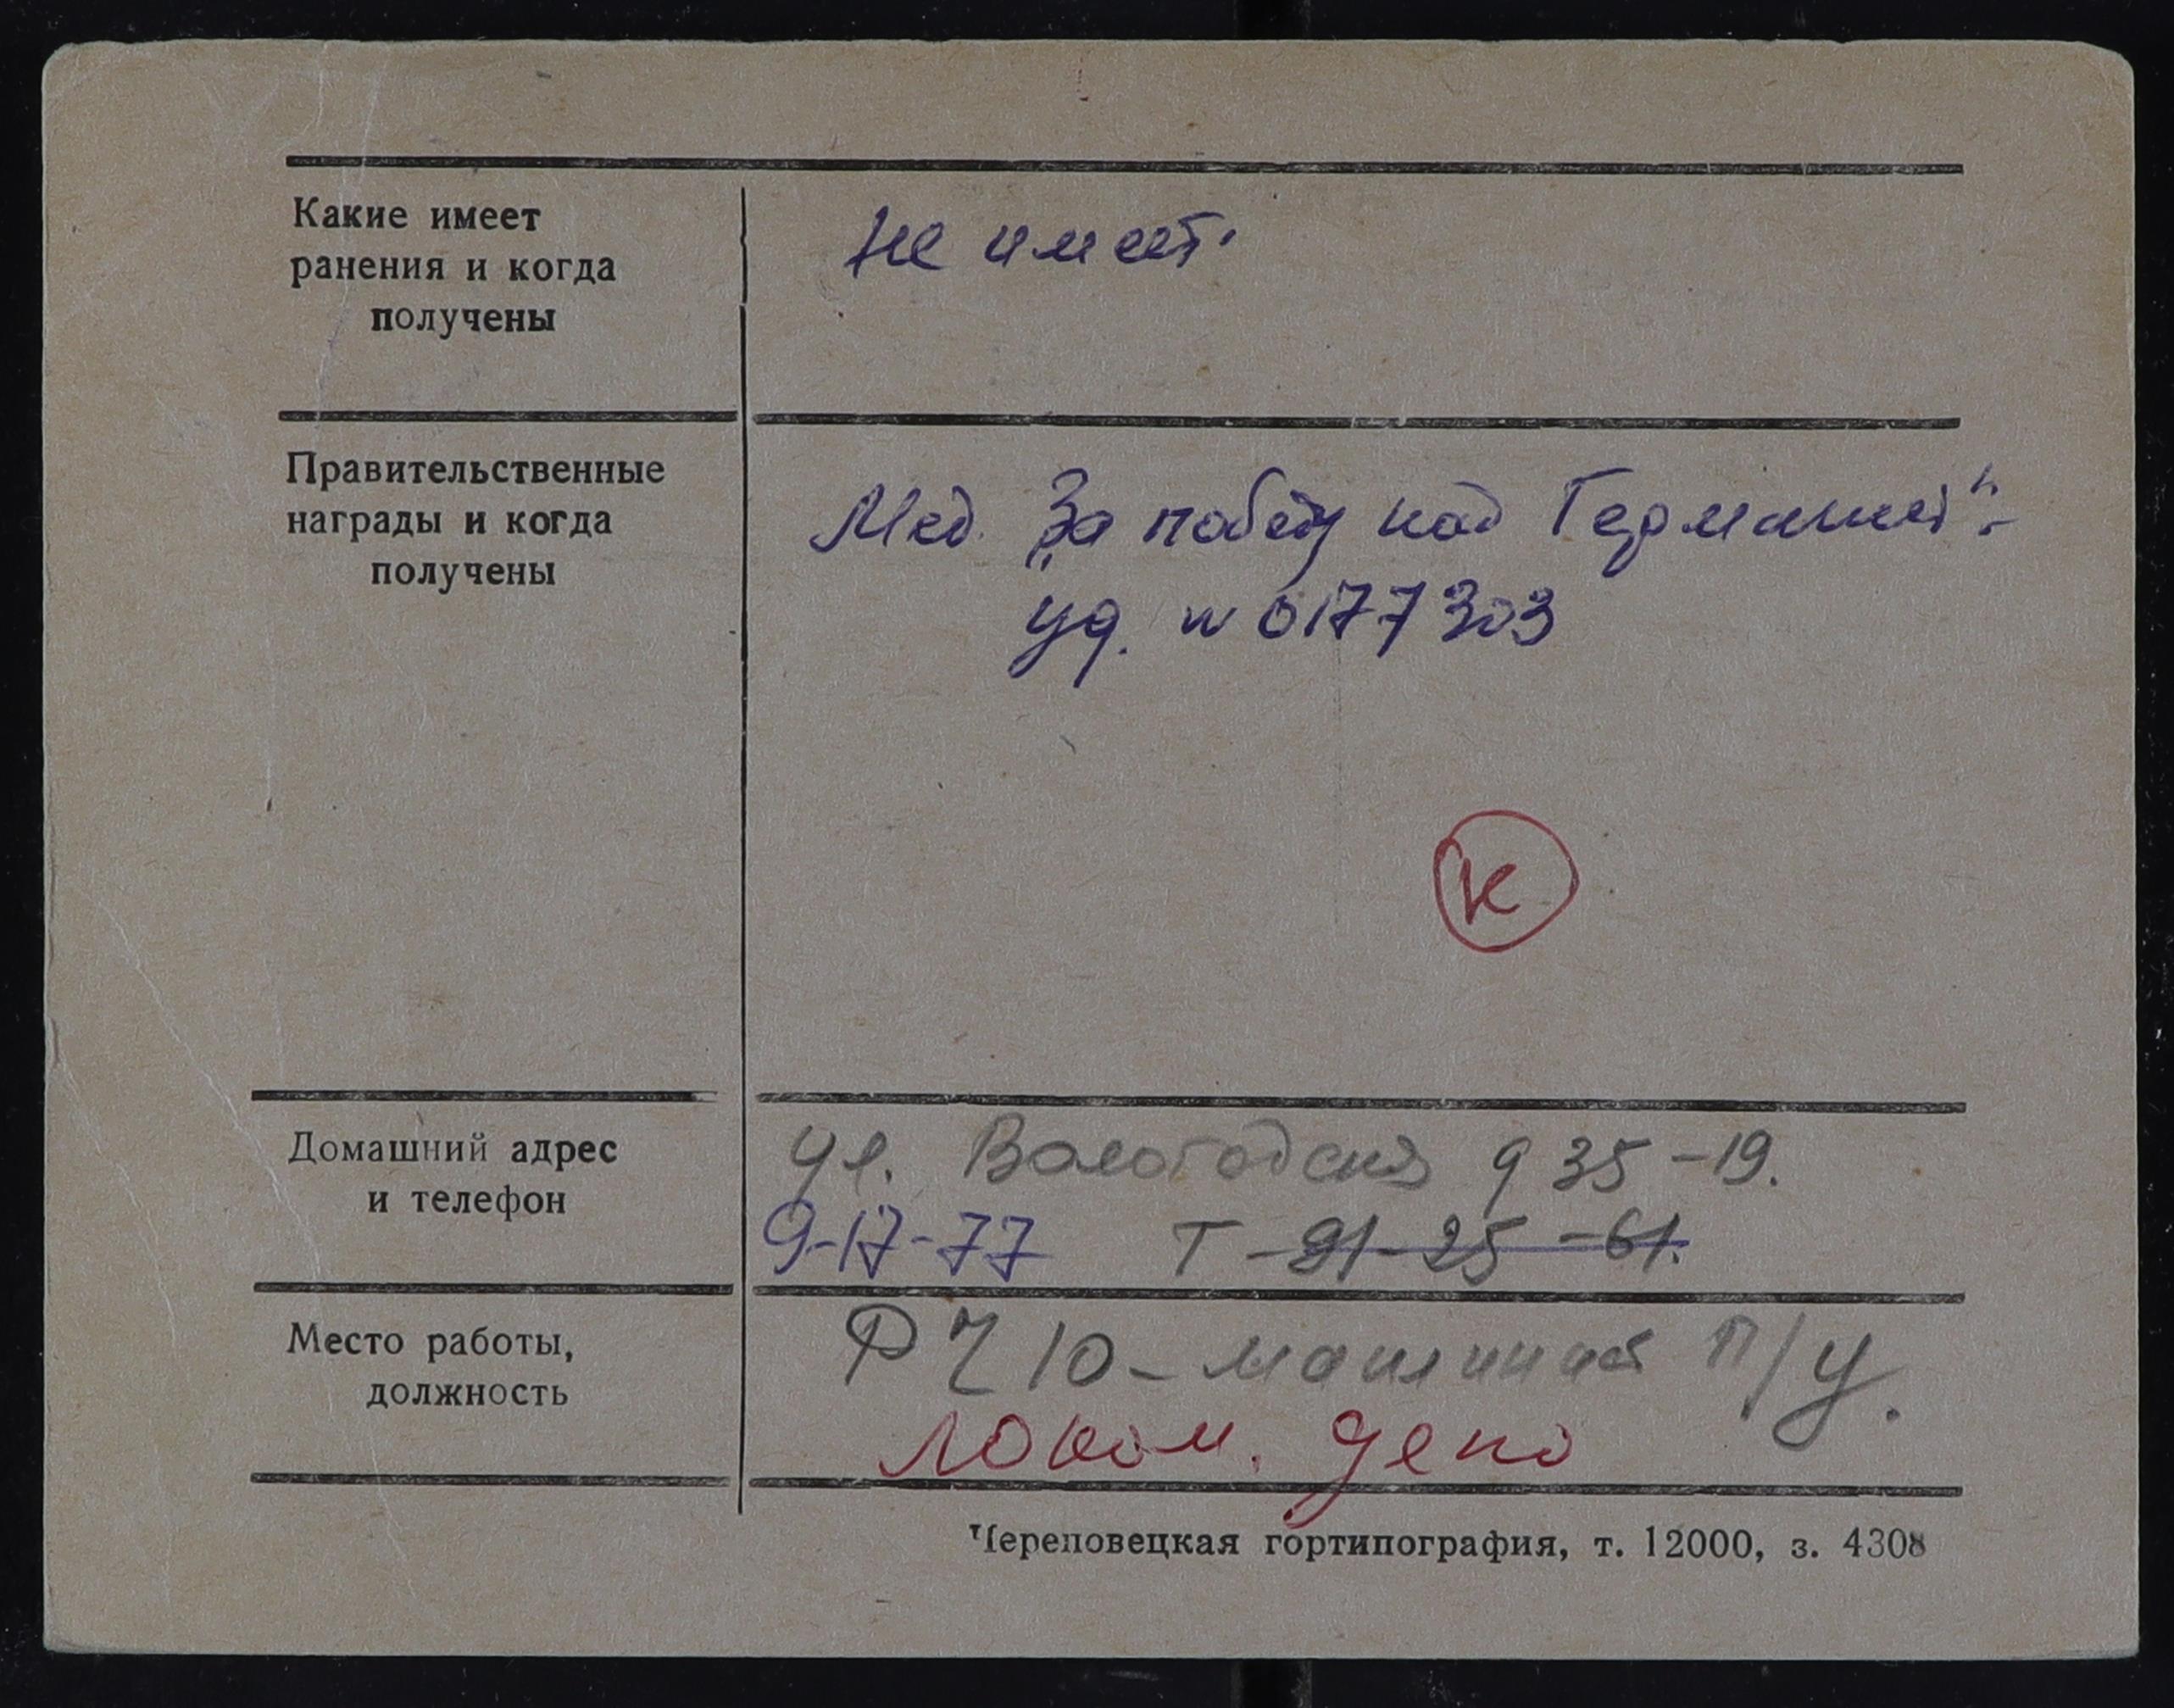 Какие имеет
ранения и когда
получены
не имеет.
Правительственные
награды и когда
получены
Мед. „За победу над Германией".
уд. № 0177303
К
Домашний адрес
и телефон
ул. Вологодская д 35-19.
9-17-77 Т-91-25-61.
Место работы,
должность
РЧ 10 - машинист п/у.
локом. депо
Череповецкая гортипография, т. 12000, з. 4308